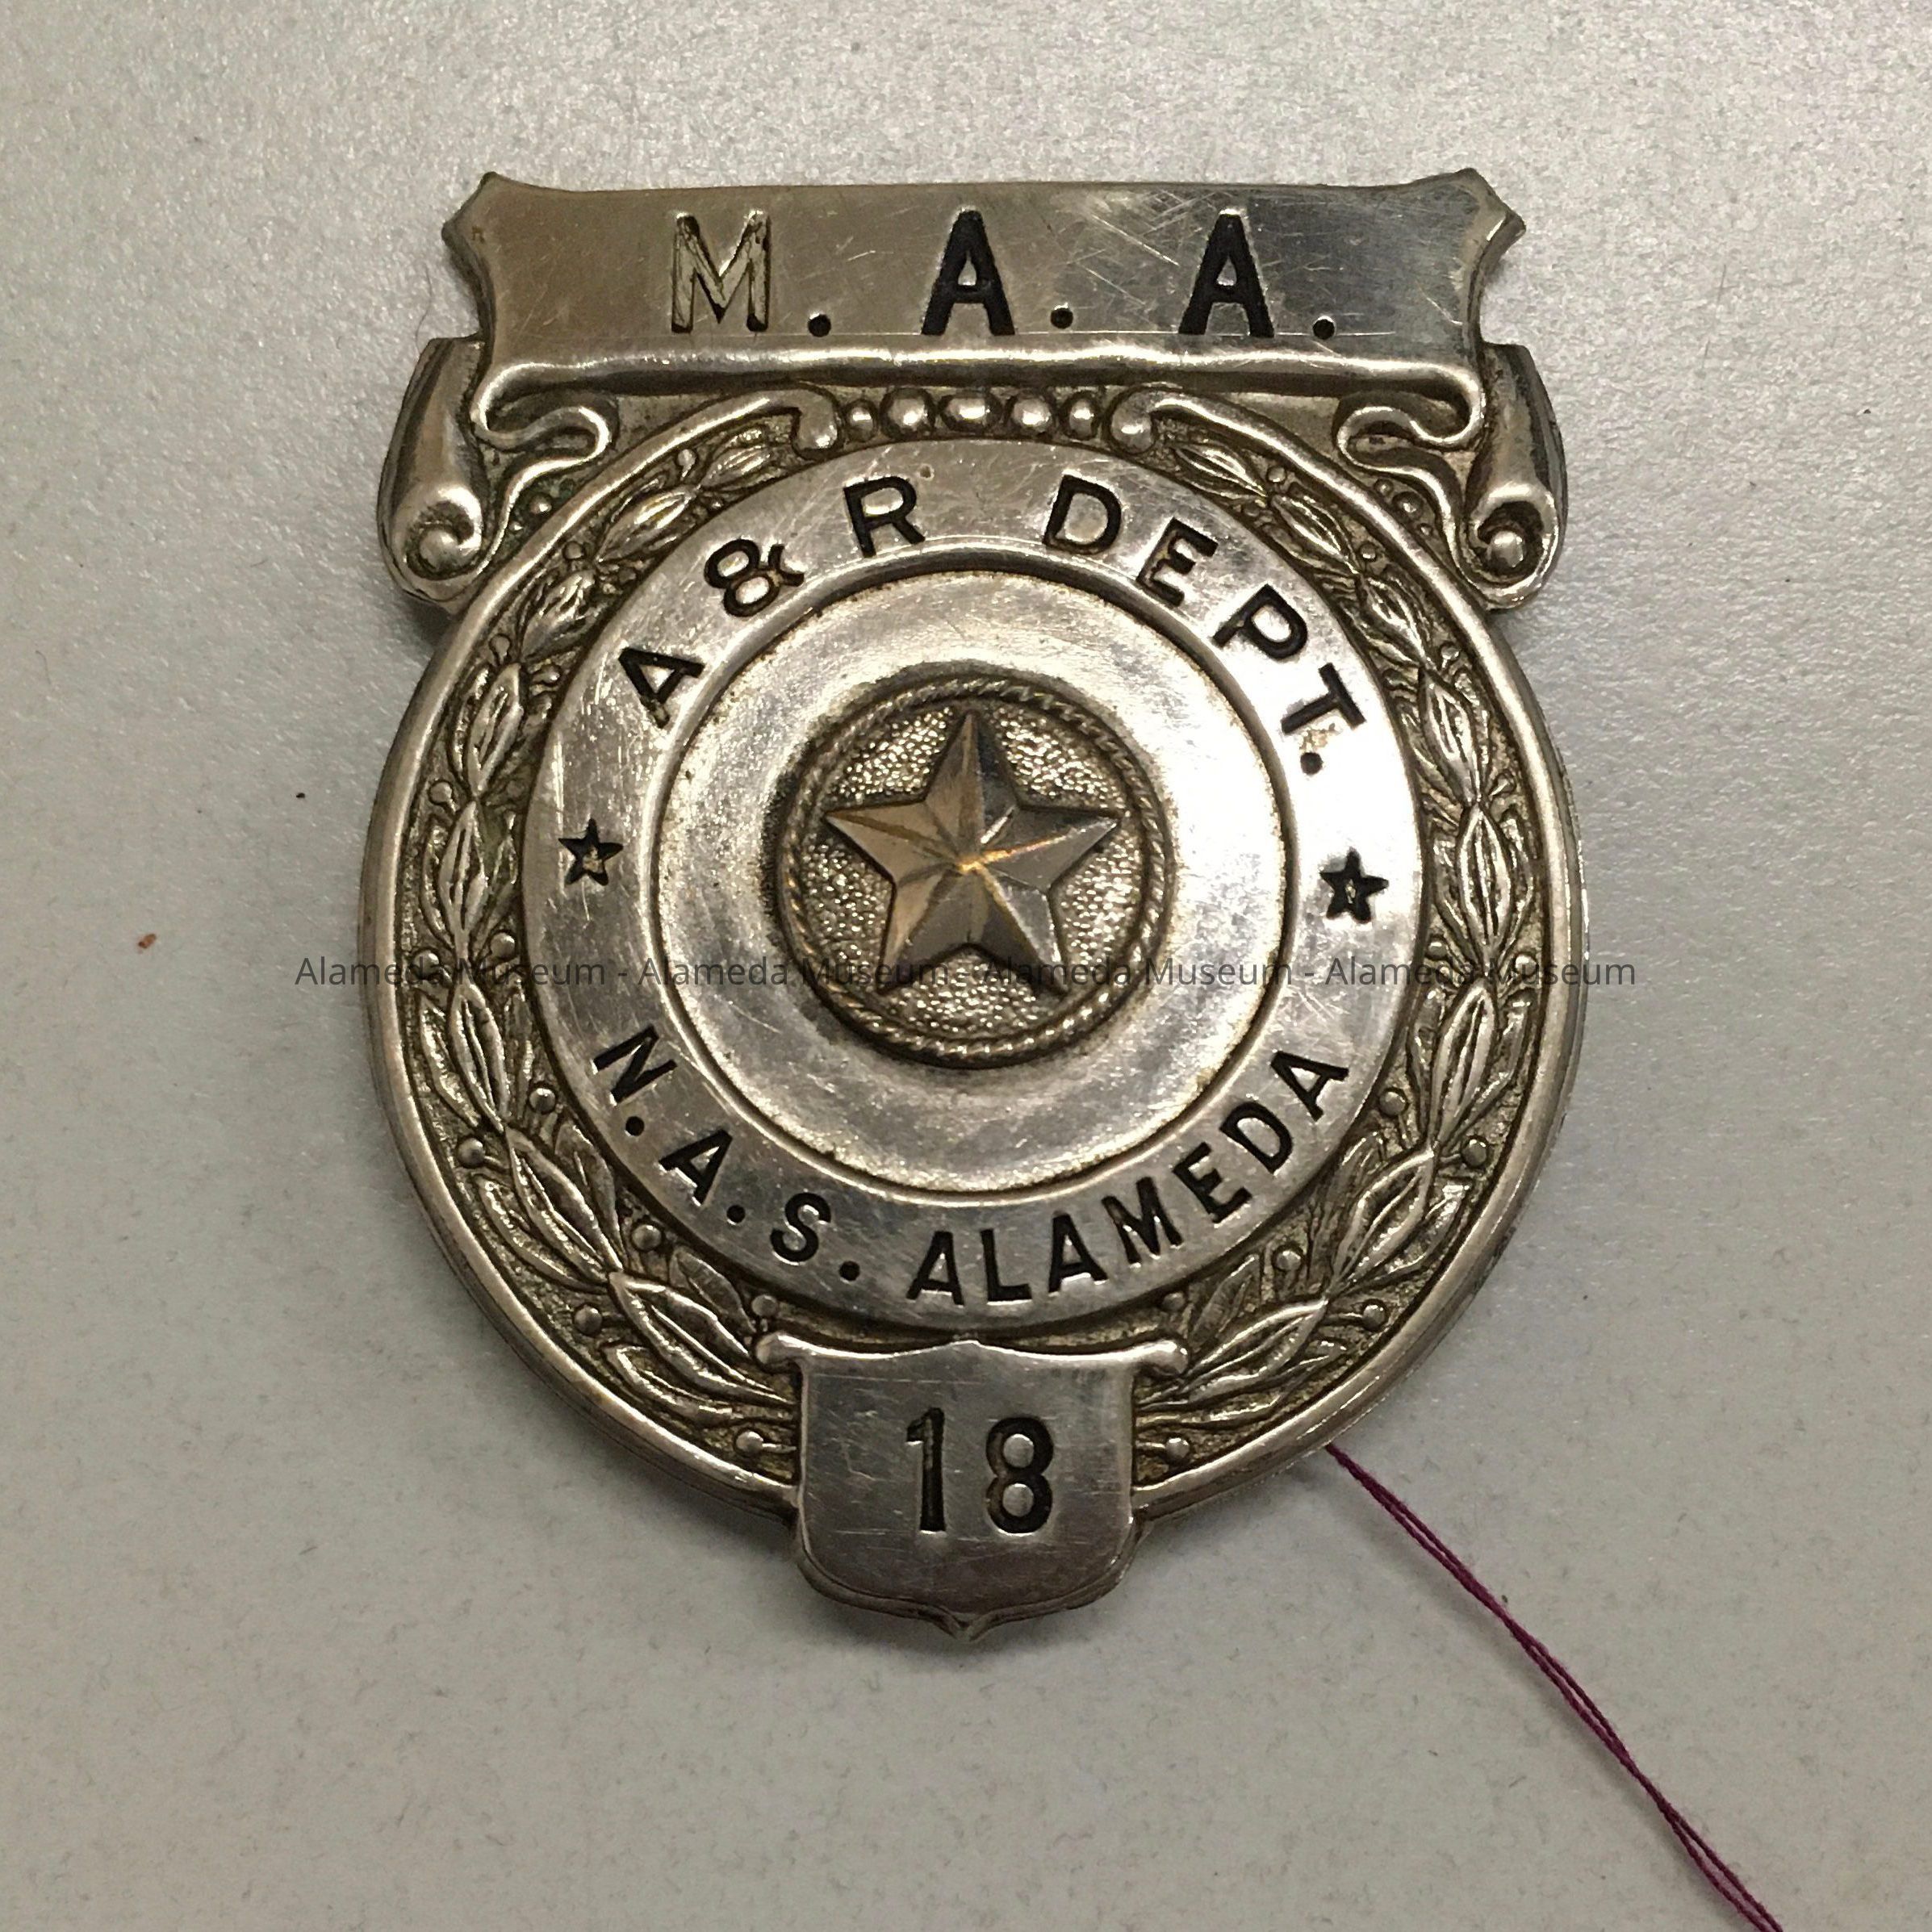 M. A. A.
A & R DEPT.
Alameda Museum - Alameda Museum - Alameda Museum - Alameda Museum
N.A.S. ALAMEDA
18